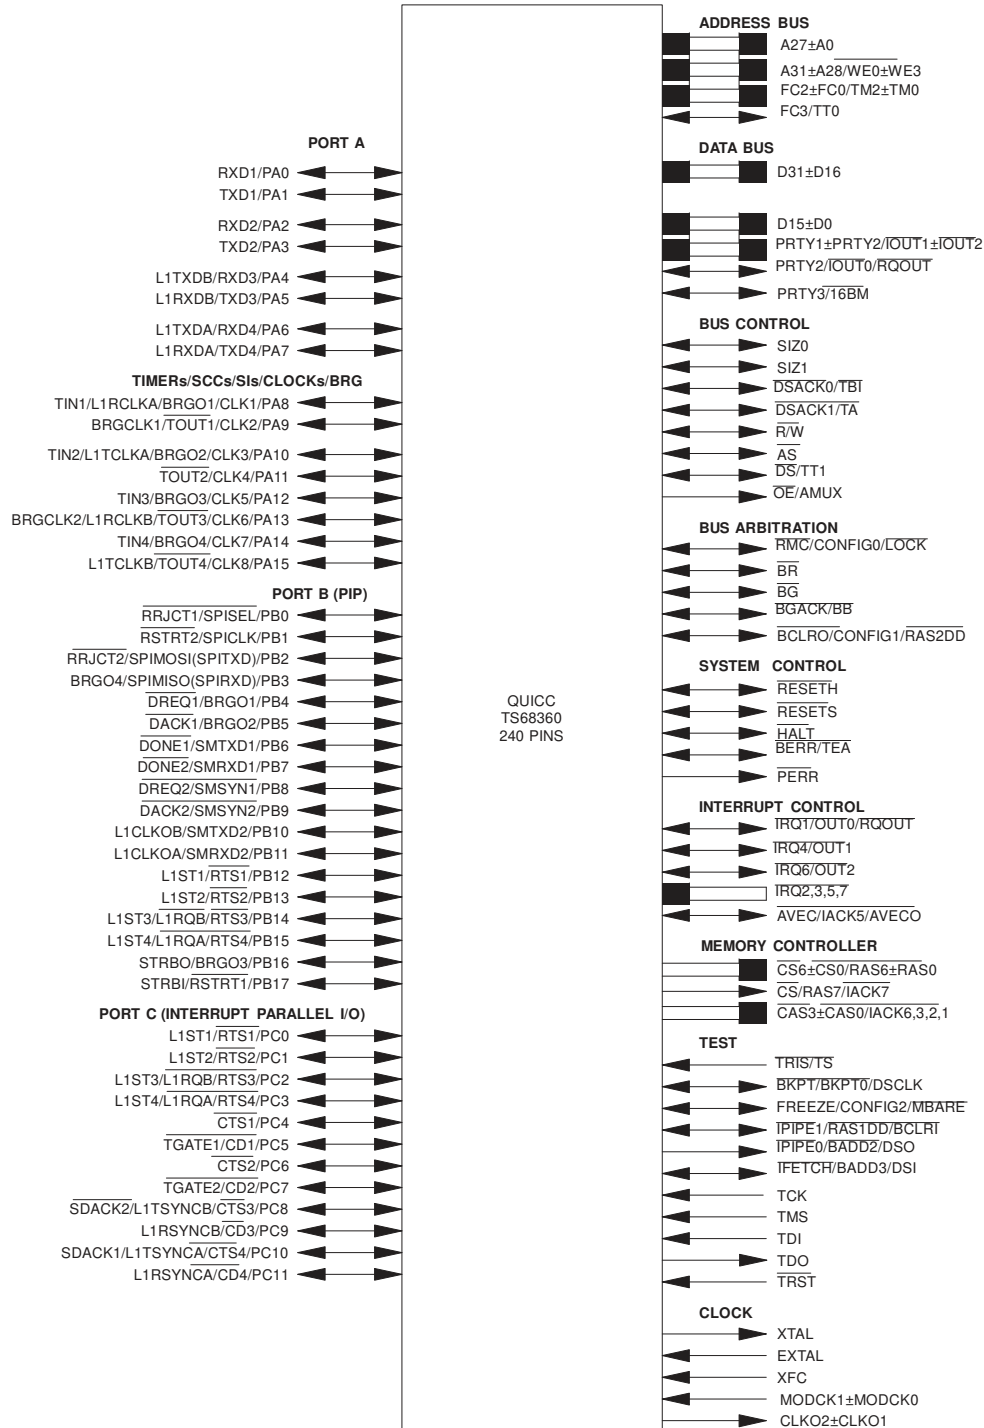 PORT A
RXD1/PA0
TXD1/PA1
RXD2/PA2
TXD2/PA3
L1TXDB/RXD3/PA4
L1RXDB/TXD3/PA5
L1TXDA/RXD4/PA6
L1RXDA/TXD4/PA7
TIMERs/SCCs/SIs/CLOCKs/BRG
TIN1/L1RCLKA/BRGO1/CLK1/PA8
BRGCLK1/TOUT1/CLK2/PA9
TIN2/L1TCLKA/BRGO2/CLK3/PA10
TOUT2/CLK4/PA11
TIN3/BRGO3/CLK5/PA12
BRGCLK2/L1RCLKB/TOUT3/CLK6/PA13
TIN4/BRGO4/CLK7/PA14
L1TCLKB/TOUT4/CLK8/PA15
PORT B (PIP)
RRJCT1/SPISEL/PB0
RSTRT2/SPICLK/PB1
RRJCT2/SPIMOSI(SPITXD)/PB2
BRGO4/SPIMISO(SPIRXD)/PB3
DREQ1/BRGO1/PB4
DACK1/BRGO2/PB5
DONE1/SMTXD1/PB6
DONE2/SMRXD1/PB7
DREQ2/SMSYN1/PB8
DACK2/SMSYN2/PB9
L1CLKOB/SMTXD2/PB10
L1CLKOA/SMRXD2/PB11
L1ST1/RTS1/PB12
L1ST2/RTS2/PB13
L1ST3/L1RQB/RTS3/PB14
L1ST4/L1RQA/RTS4/PB15
STRBO/BRGO3/PB16
STRBI/RSTRT1/PB17
PORT C (INTERRUPT PARALLEL I/O)
L1ST1/RTS1/PC0
L1ST2/RTS2/PC1
L1ST3/L1RQB/RTS3/PC2
L1ST4/L1RQA/RTS4/PC3
CTS1/PC4
TGATE1/CD1/PC5
CTS2/PC6
TGATE2/CD2/PC7
SDACK2/L1TSYNCB/CTS3/PC8
L1RSYNCB/CD3/PC9
SDACK1/L1TSYNCA/CTS4/PC10
L1RSYNCA/CD4/PC11
QUICC
TS68360
240 PINS
ADDRESS BUS
A27±A0
A31±A28/WE0±WE3
FC2±FC0/TM2±TM0
FC3/TT0
DATA BUS
D31±D16
D15±D0
PRTY1±PRTY2/IOUT1±IOUT2
PRTY2/IOUT0/RQOUT
PRTY3/16BM
BUS CONTROL
SIZ0
SIZ1
DSACK0/TBI
DSACK1/TA
R/W
AS
DS/TT1
OE/AMUX
BUS ARBITRATION
RMC/CONFIG0/LOCK
BR
BG
BGACK/BB
BCLRO/CONFIG1/RAS2DD
SYSTEM CONTROL
RESETH
RESETS
HALT
BERR/TEA
PERR
INTERRUPT CONTROL
IRQ1/OUT0/RQOUT
IRQ4/OUT1
IRQ6/OUT2
IRQ2,3,5,7
AVEC/IACK5/AVECO
MEMORY CONTROLLER
CS6±CS0/RAS6±RAS0
CS/RAS7/IACK7
CAS3±CAS0/IACK6,3,2,1
TEST
TRIS/TS
BKPT/BKPT0/DSCLK
FREEZE/CONFIG2/MBARE
IPIPE1/RAS1DD/BCLRI
IPIPE0/BADD2/DSO
IFETCH/BADD3/DSI
TCK
TMS
TDI
TDO
TRST
CLOCK
XTAL
EXTAL
XFC
MODCK1±MODCK0
CLKO2±CLKO1